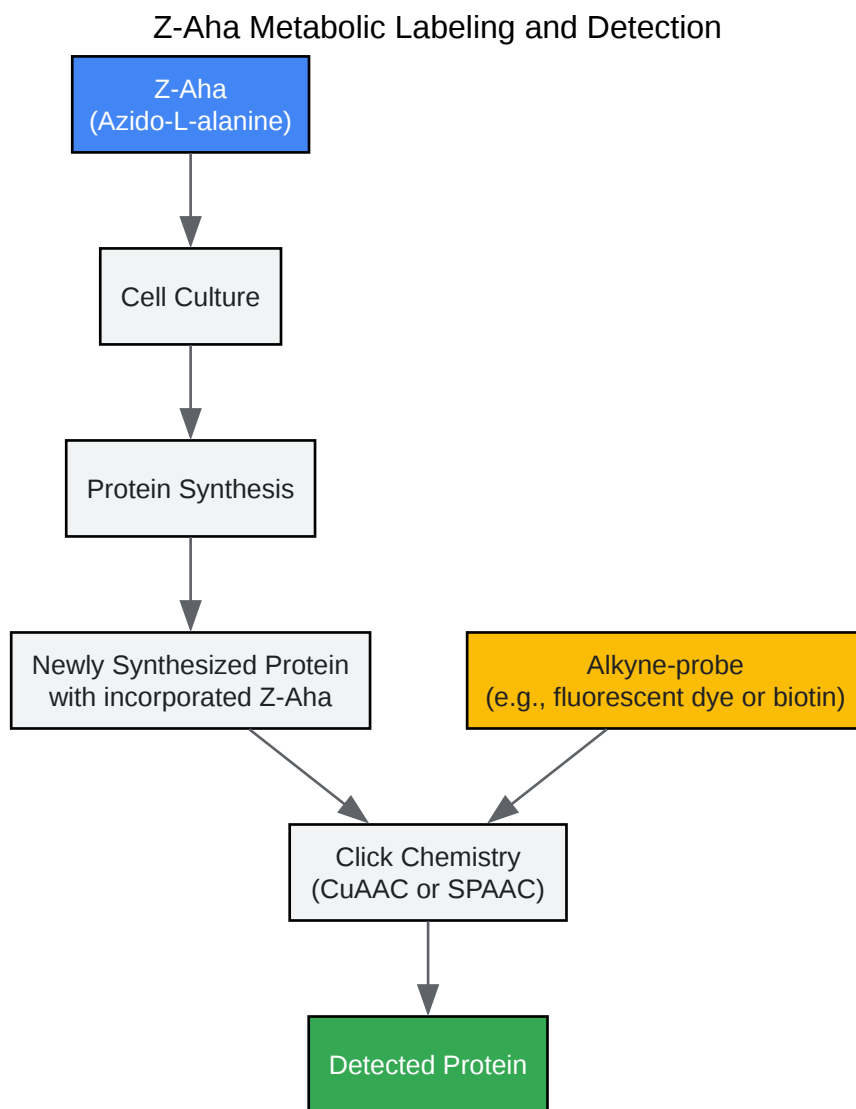 Z-Aha Metabolic Labeling and Detection
Z-Aha
(Azido-L-alanine)
Cell Culture
Protein Synthesis
Newly Synthesized Protein
with incorporated Z-Aha
Alkyne-probe
(e.g., fluorescent dye or biotin)
Click Chemistry
(CuAAC or SPAAC)
Detected Protein